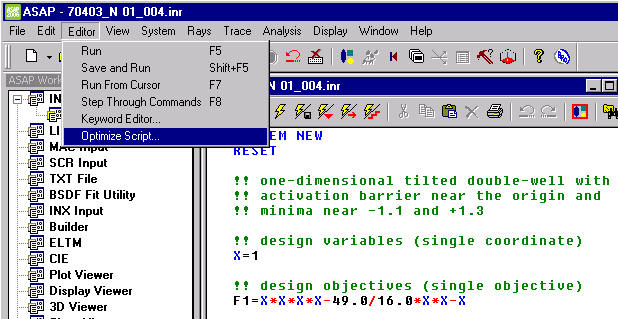 ASAP - 70403_N 01_004.inr
File Edit Editor View System Rays Trace Analysis Display Window Help
Run F5
Save and Run Shift+F5
Run From Cursor F7
Step Through Commands F8
Keyword Editor...
Optimize Script...
ASAP Work
N 01_004.inr
IN
LI
MAC Input
SCR Input
TXT File
BSDF Fit Utility
INX Input
Builder
ELTM
CIE
Plot Viewer
Display Viewer
3D Viewer
EM NEW
RESET
!! one-dimensional tilted double-well with
!! activation barrier near the origin and
!! minima near -1.1 and +1.3
!! design variables (single coordinate)
X=1
!! design objectives (single objective)
F1=X*X*X*X-49.0/16.0*X*X-X